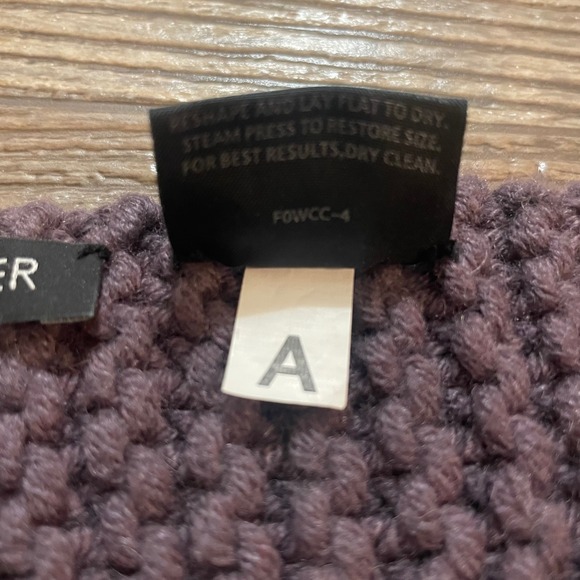 RESHAPE AND LAY FLAT TO DRY.
STEAM PRESS TO RESTORE SIZE.
FOR BEST RESULTS,DRY CLEAN.
F0WCC-4
ER
A